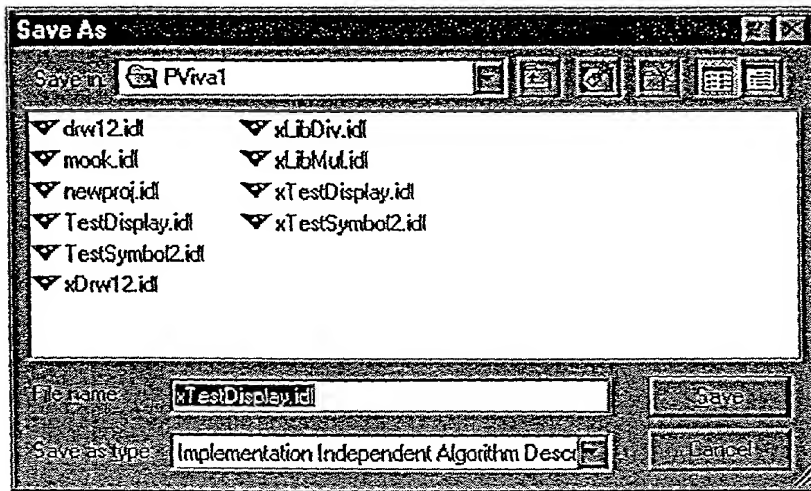 Save As
Save in: PViva1
drw12.idl
mook.idl
newproj.idl
TestDisplay.idl
TestSymbol2.idl
xDrw12.idl
xLibDiv.idl
xLibMul.idl
xTestDisplay.idl
xTestSymbol2.idl
File name: xTestDisplay.idl
Save
Save as type: Implementation Independent Algorithm Descr
Cancel